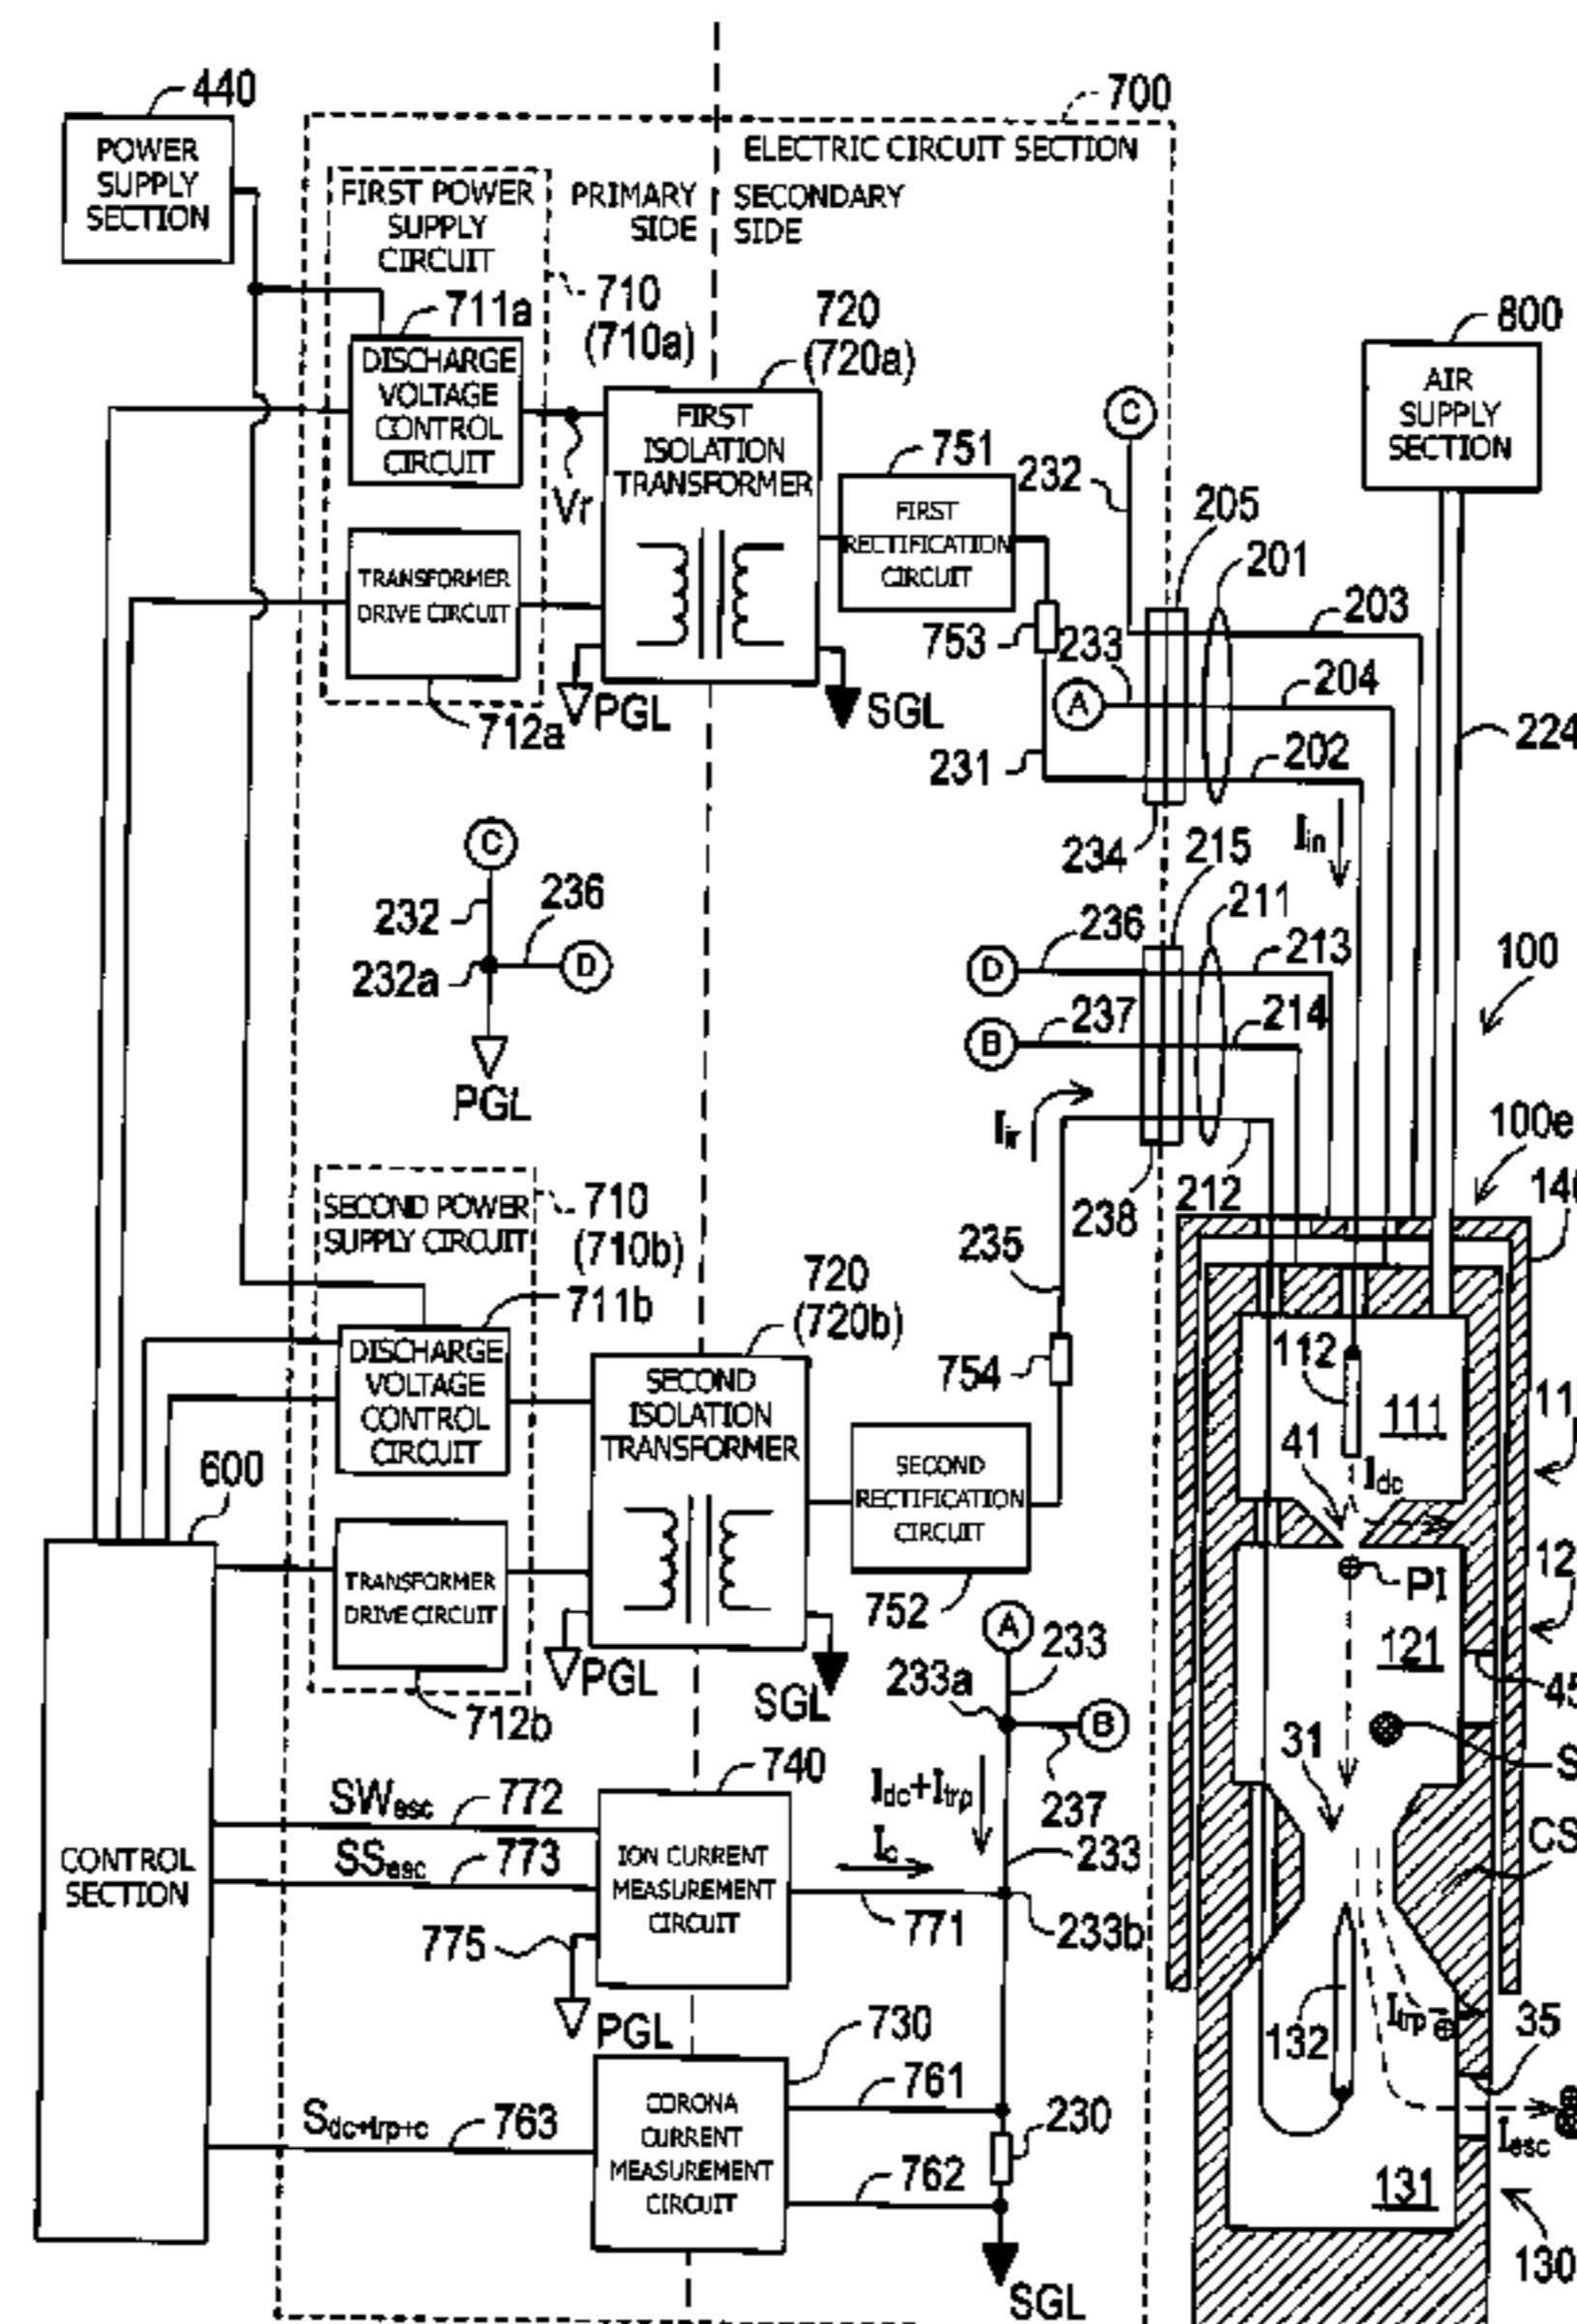 440
700
POWER
SUPPLY
SECTION
ELECTRIC CIRCUIT SECTION
FIRST POWER
SUPPLY
CIRCUIT
PRIMARY
SIDE
SECONDARY
SIDE
710
(710a)
711a
720
(720a)
800
DISCHARGE
VOLTAGE
CONTROL
CIRCUIT
AIR
SUPPLY
SECTION
C
FIRST
ISOLATION
TRANSFORMER
Vr
751
232
205
FIRST
RECTIFICATION
CIRCUIT
201
TRANSFORMER
DRIVE CIRCUIT
203
753
233
204
A
PGL
SGL
712a
224
231
202
234
Iin
C
215
232
236
211
236
D
213
100
232a
D
237
214
B
PGL
Iir
100e
212
238
SECOND POWER
SUPPLY CIRCUIT
710
(710b)
235
711b
720
(720b)
DISCHARGE
VOLTAGE
CONTROL
CIRCUIT
754
112
111
SECOND
ISOLATION
TRANSFORMER
41
Idc
600
SECOND
RECTIFICATION
CIRCUIT
TRANSFORMER
DRIVE CIRCUIT
PI
752
A
121
233
PGL
SGL
233a
45
712b
B
31
740
Idc+Itrp
237
SWesc
772
CS
CONTROL
SECTION
SSesc
773
ION CURRENT
MEASUREMENT
CIRCUIT
Ic
233
775
771
233b
PGL
730
Itrp
35
132
761
CORONA
CURRENT
MEASUREMENT
CIRCUIT
Sdc+trp+c
763
230
Iesc
762
131
130
SGL